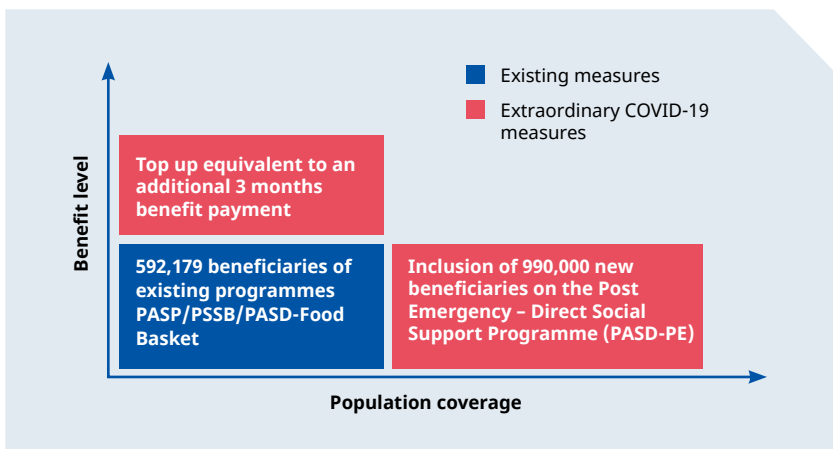 Existing measures
Extraordinary COVID-19
measures
Benefit level
Top up equivalent to an
additional 3 months
benefit payment
592,179 beneficiaries of
existing programmes
PASP/PSSB/PASD-Food
Basket
Inclusion of 990,000 new
beneficiaries on the Post
Emergency – Direct Social
Support Programme (PASD-PE)
Population coverage